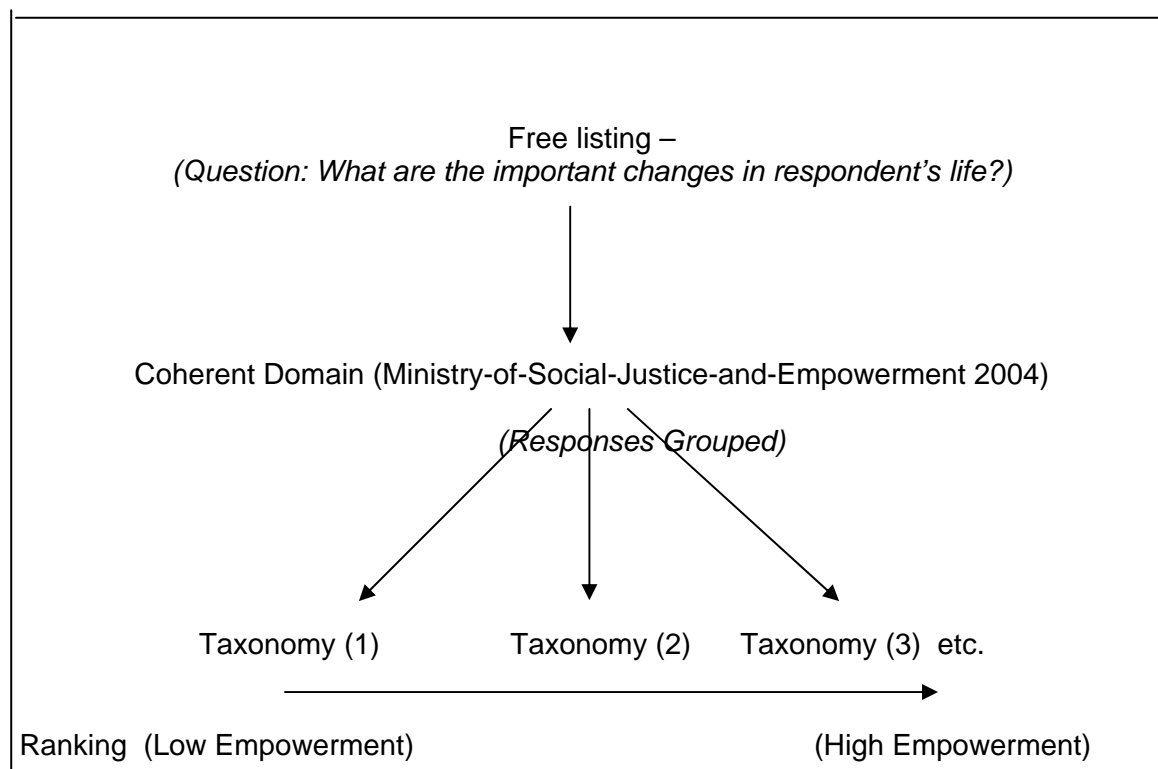 Free listing –
(Question: What are the important changes in respondent's life?)
Coherent Domain (Ministry-of-Social-Justice-and-Empowerment 2004)
(Responses Grouped)
Taxonomy (1) Taxonomy (2) Taxonomy (3) etc.
Ranking (Low Empowerment) (High Empowerment)